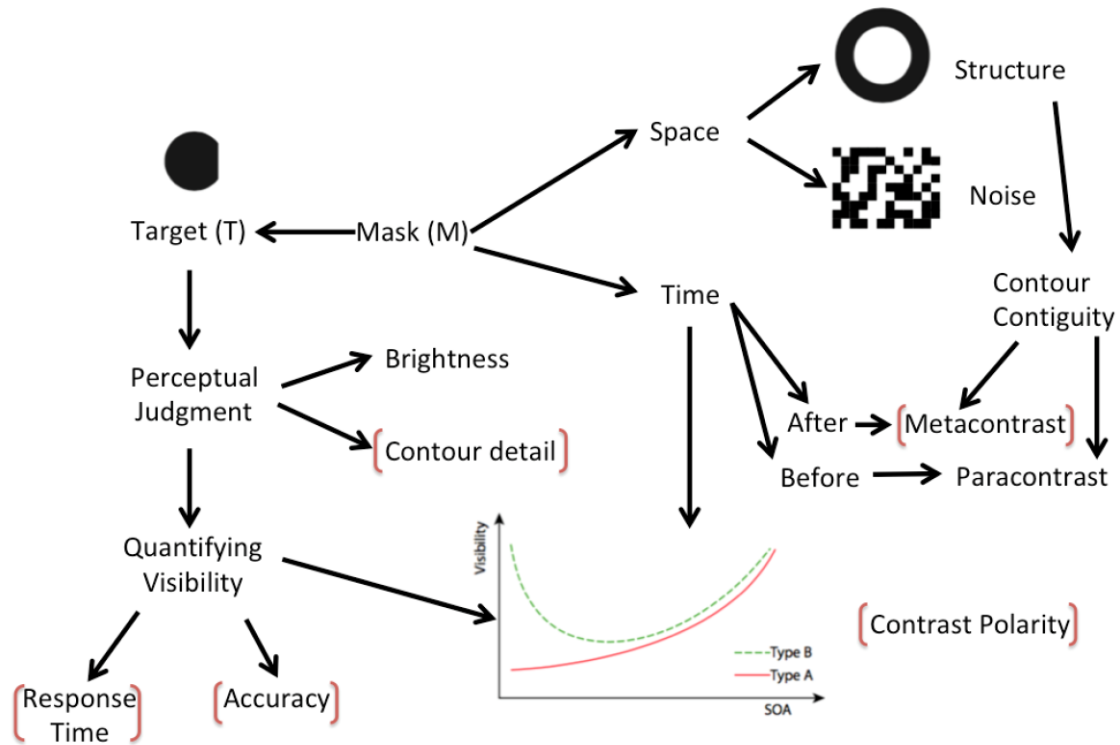 Structure
Space
Noise
Target (T)
Mask (M)
Time
Contour
Contiguity
Brightness
Perceptual
Judgment
After
[Metacontrast]
[Contour detail]
Before
Paracontrast
Quantifying
Visibility
Visibility
[Contrast Polarity]
Type B
Type A
[Response
Time]
[Accuracy]
SOA